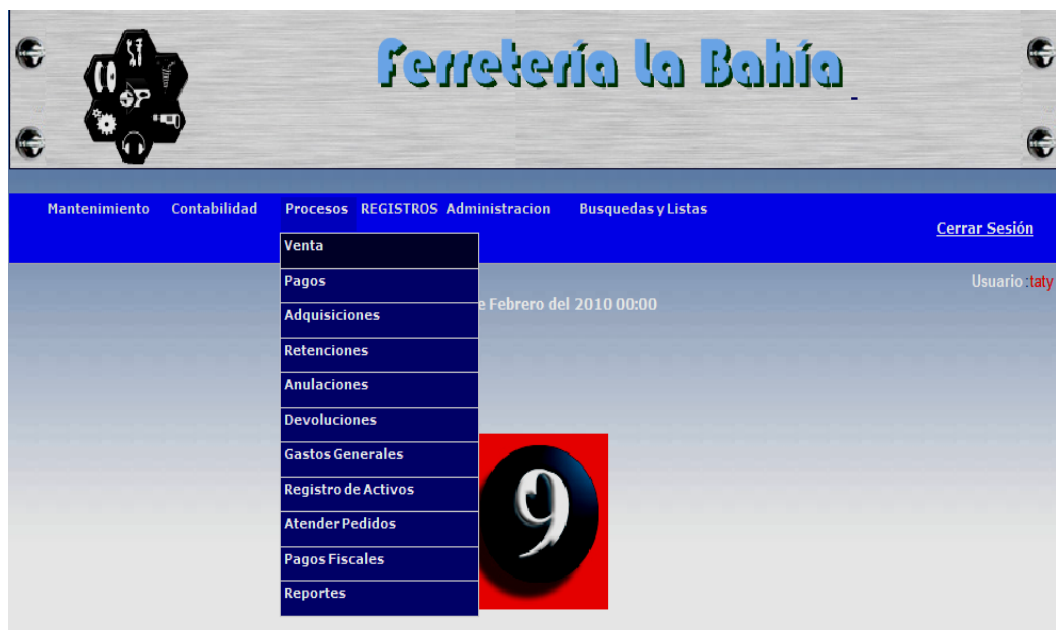 Ferretería La Bahía
Mantenimiento Contabilidad Procesos REGISTROS Administracion Busquedas y Listas
Cerrar Sesión
Venta
Usuario :taty
Pagos
e Febrero del 2010 00:00
Adquisiciones
Retenciones
Anulaciones
Devoluciones
Gastos Generales
Registro de Activos
Atender Pedidos
Pagos Fiscales
Reportes
9